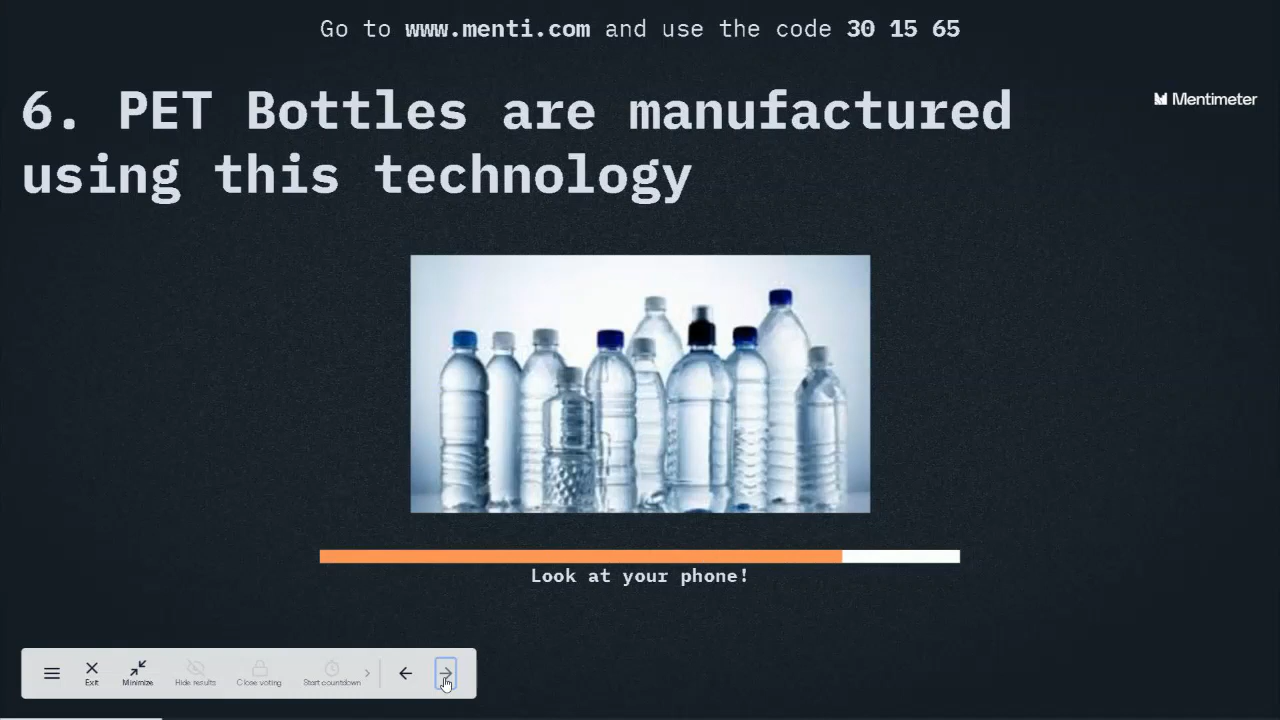 Go to www.menti.com and use the code 30 15 65
6. PET Bottles are manufactured
using this technology
Mentimeter
Look at your phone!
Exit
Minimize
Hide results
Close voting
Start countdown